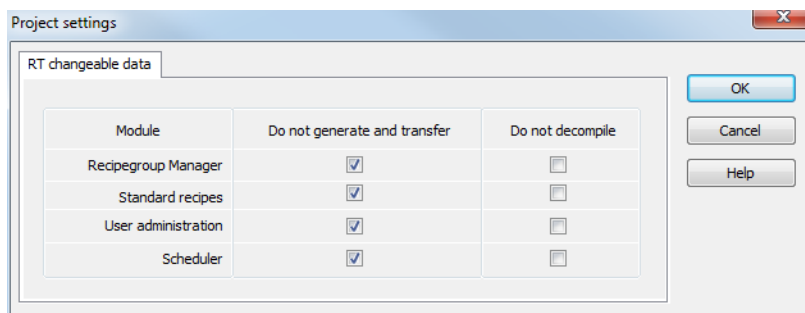 Project settings
RT changeable data
OK
Module Do not generate and transfer Do not decompile
Cancel
Recipegroup Manager
Help
Standard recipes
User administration
Scheduler